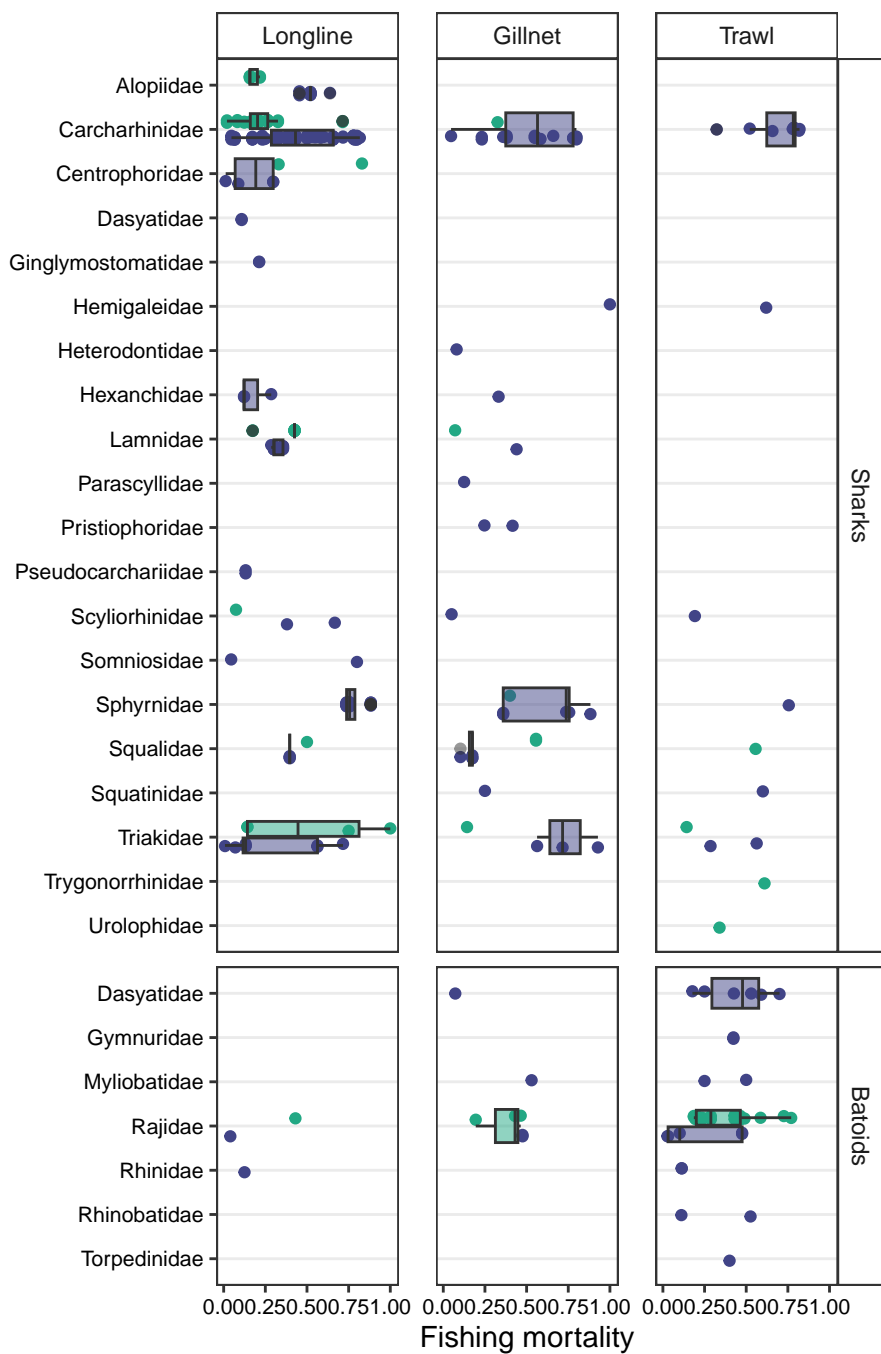 Longline Gillnet Trawl
Alopiidae
Carcharhinidae
Centrophoridae
Dasyatidae
Ginglymostomatidae
Hemigaleidae
Heterodontidae
Hexanchidae
Lamnidae
Parascyllidae
Pristiophoridae
Pseudocarchariidae
Scyliorhinidae
Somniosidae
Sphyrnidae
Squalidae
Squatinidae
Triakidae
Trygonorrhinidae
Urolophidae
Sharks
Dasyatidae
Gymnuridae
Myliobatidae
Rajidae
Rhinidae
Rhinobatidae
Torpedinidae
Batoids
0.000.250.500.751.00 0.000.250.500.751.00 0.000.250.500.751.00
Fishing mortality